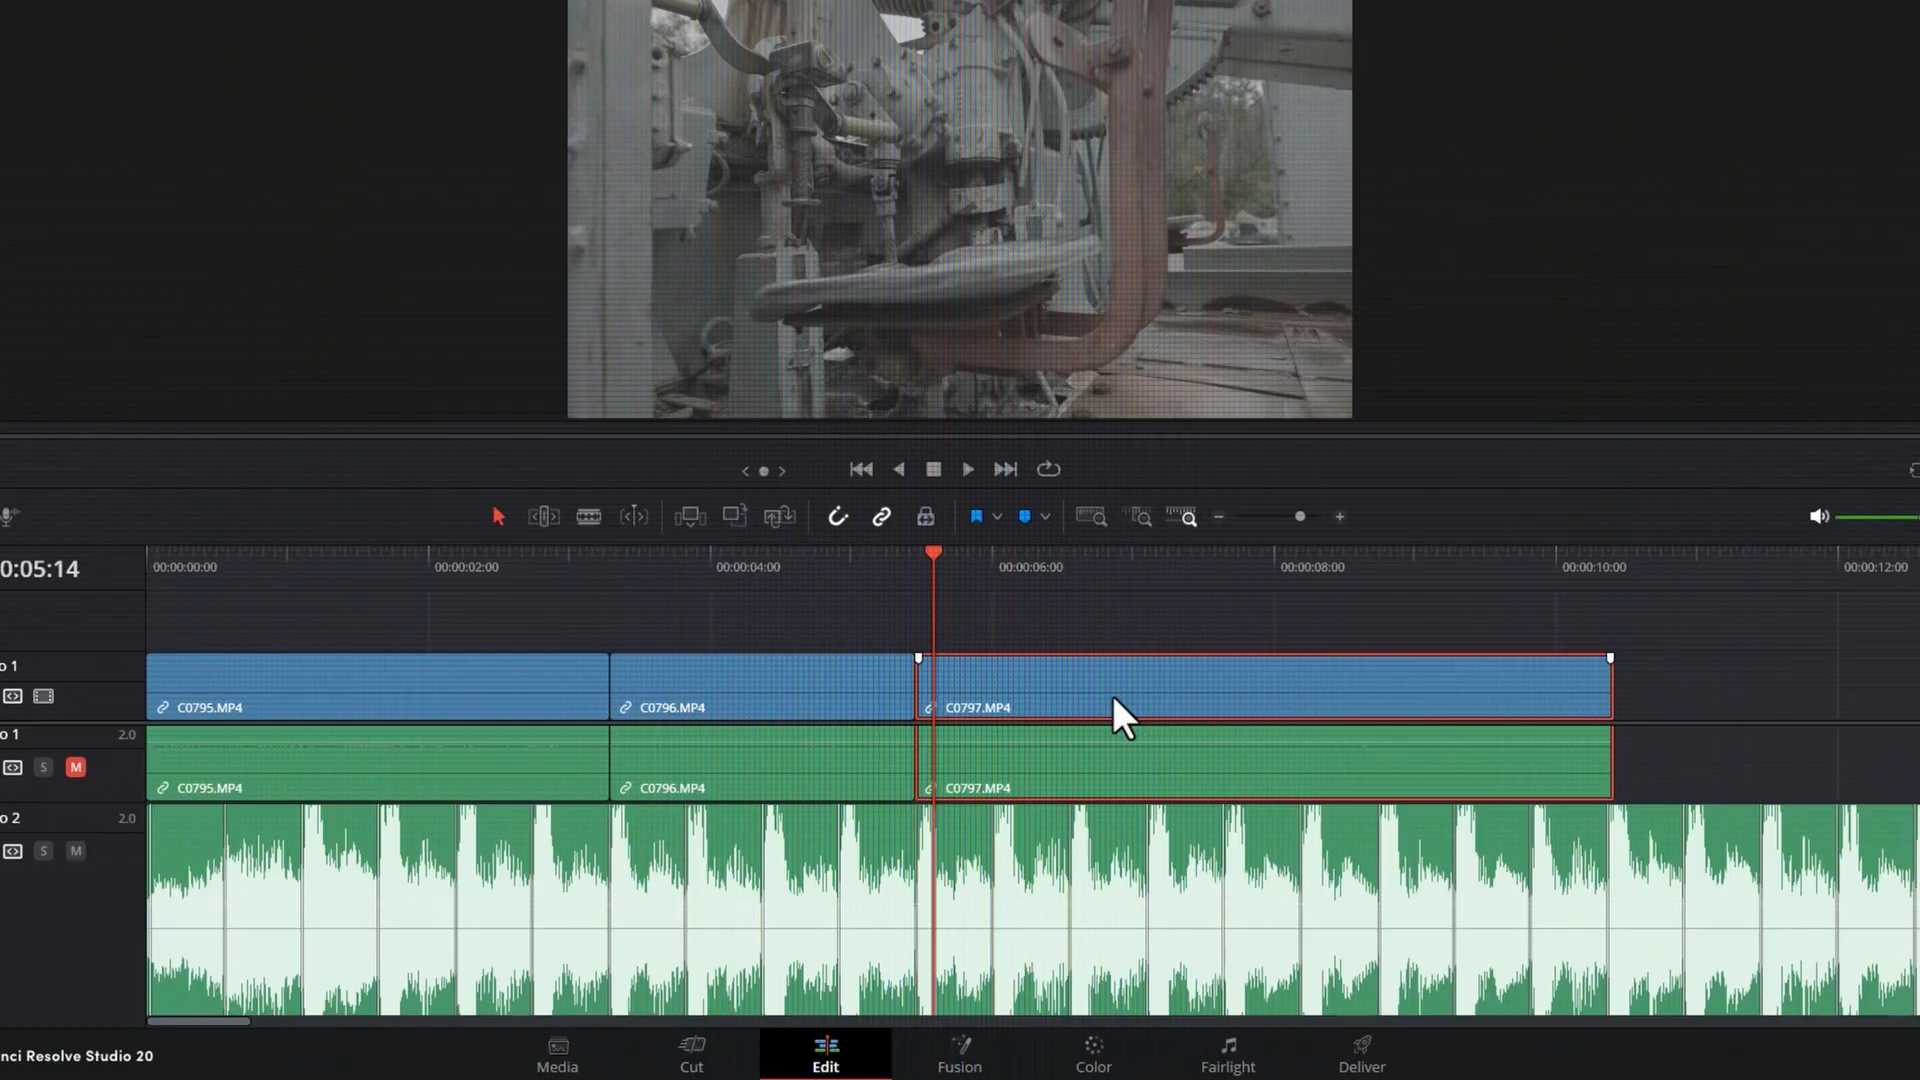 0:05:14
00:00:00:00
00:00:02:00
00:00:04:00
00:00:06:00
00:00:08:00
00:00:10:00
00:00:12:00
o 1
C0795.MP4
C0796.MP4
C0797.MP4
o 1
2.0
S
M
C0795.MP4
C0796.MP4
C0797.MP4
o 2
2.0
S
M
nci Resolve Studio 20
Media
Cut
Edit
Fusion
Color
Fairlight
Deliver